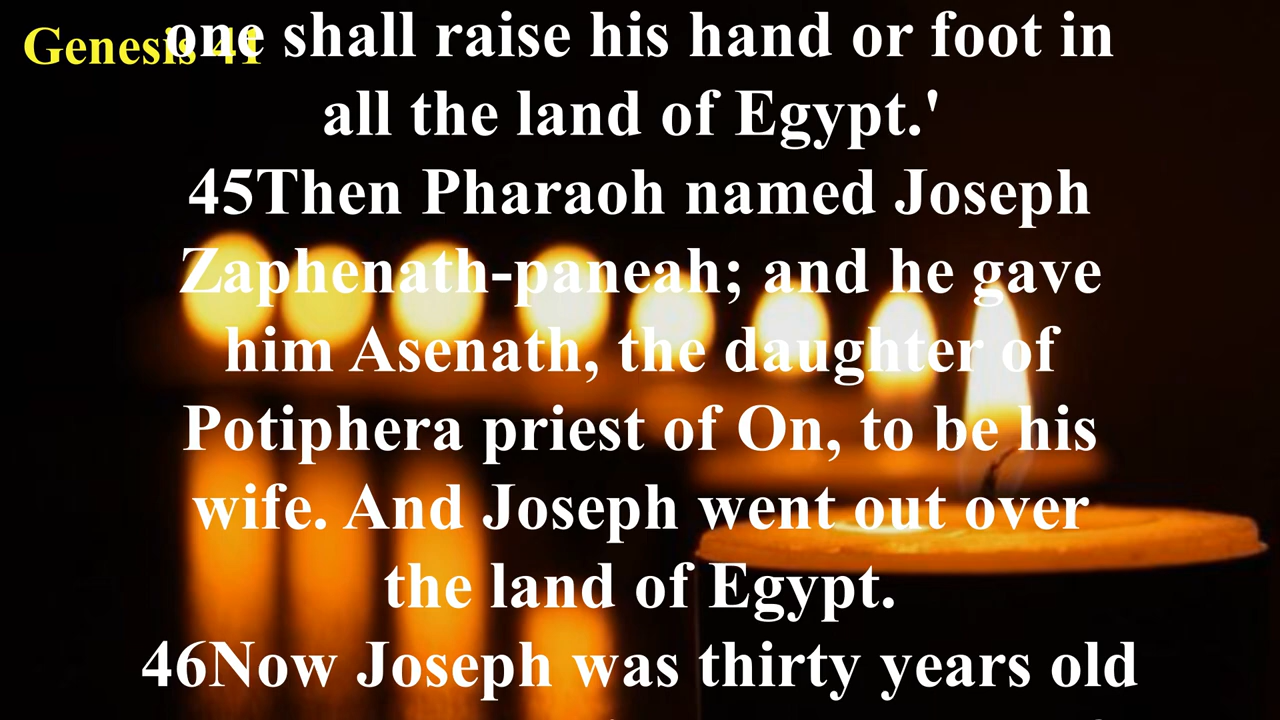 Genesis 41
one shall raise his hand or foot in
all the land of Egypt.'
45Then Pharaoh named Joseph
Zaphenath-paneah; and he gave
him Asenath, the daughter of
Potiphera priest of On, to be his
wife. And Joseph went out over
the land of Egypt.
46Now Joseph was thirty years old